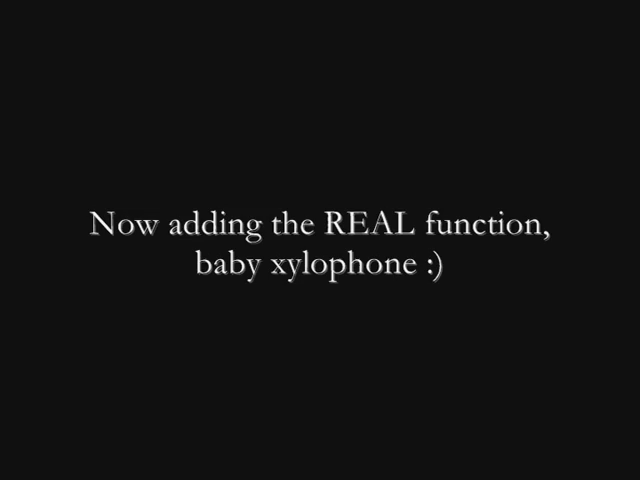 Now adding the REAL function,
baby xylophone :)